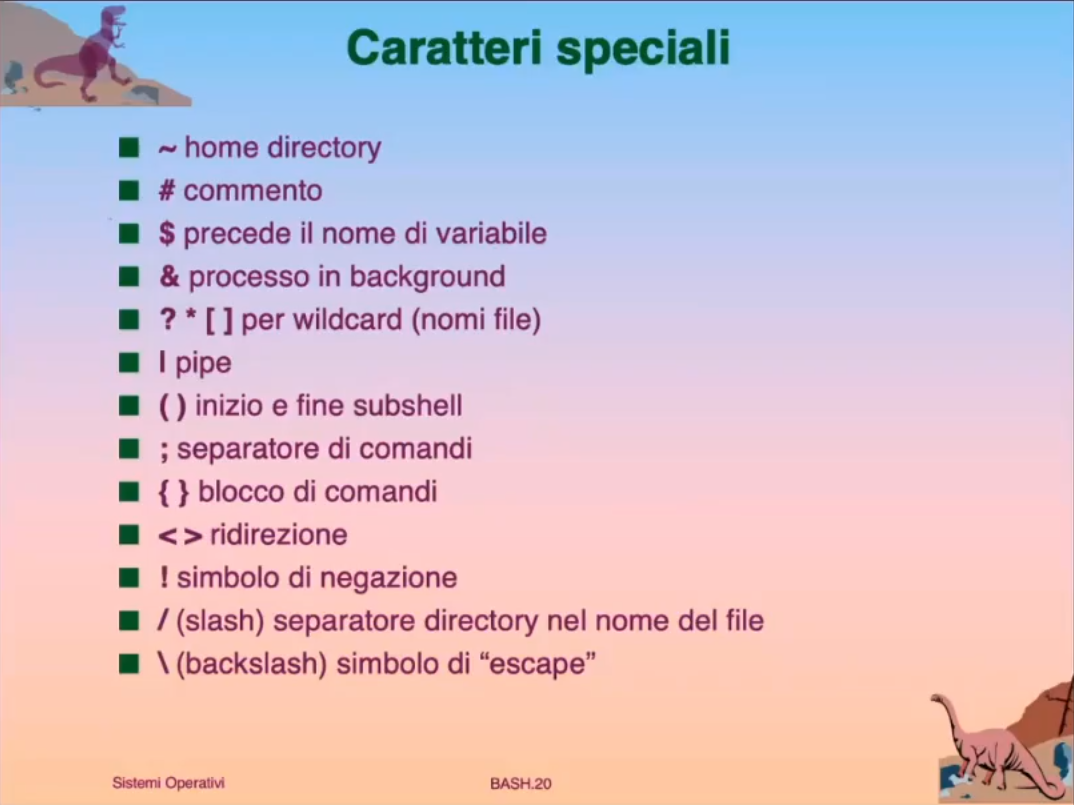 Caratteri speciali
~ home directory
# commento
$ precede il nome di variabile
& processo in background
? * [ ] per wildcard (nomi file)
| pipe
( ) inizio e fine subshell
; separatore di comandi
{ } blocco di comandi
< > ridirezione
! simbolo di negazione
/ (slash) separatore directory nel nome del file
\ (backslash) simbolo di “escape”
Sistemi Operativi
BASH.20